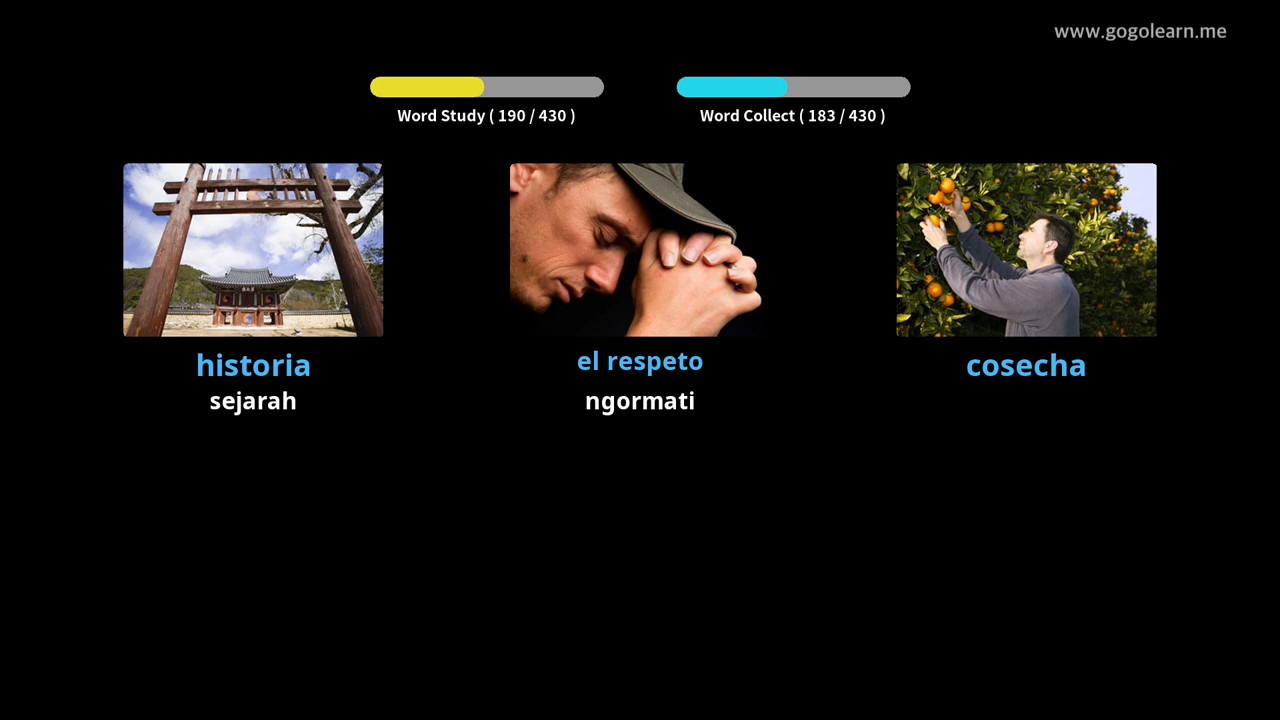 www.gogolearn.me
Word Study ( 190 / 430 )
Word Collect ( 183 / 430 )
historia
sejarah
el respeto
ngormati
cosecha